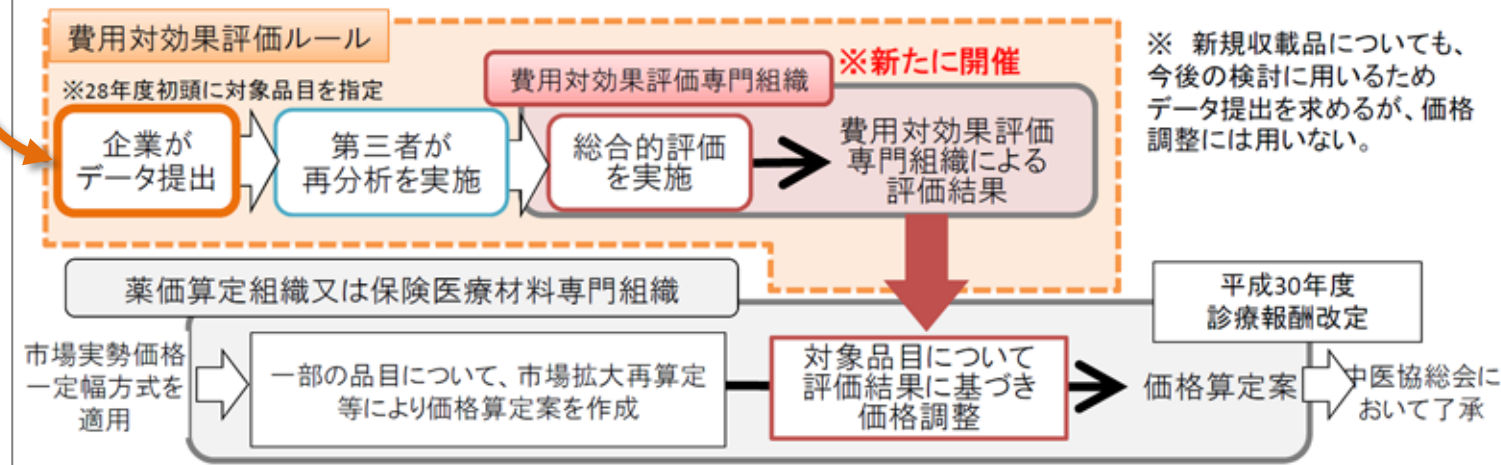 費用対効果評価ルール
※28年度初頭に対象品目を指定
企業が
データ提出
第三者が
再分析を実施
費用対効果評価専門組織
※新たに開催
総合的評価
を実施
費用対効果評価
専門組織による
評価結果
※ 新規収載品についても、
今後の検討に用いるため
データ提出を求めるが、価格
調整には用いない。
薬価算定組織又は保険医療材料専門組織
平成30年度
診療報酬改定
市場実勢価格
一定幅方式を
適用
一部の品目について、市場拡大再算定
等により価格算定案を作成
対象品目について
評価結果に基づき
価格調整
価格算定案
中医協総会に
おいて了承